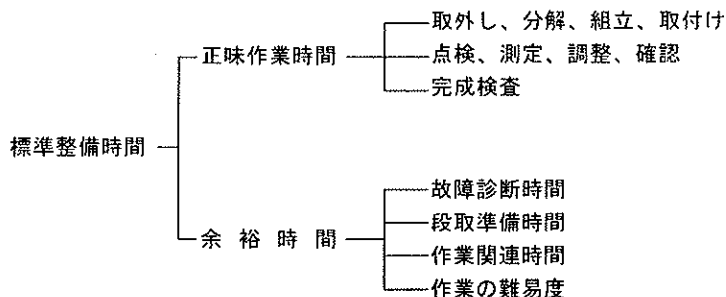 取外し、分解、組立、取付け
正味作業時間
点検、測定、調整、確認
完成検査
標準整備時間
故障診断時間
段取準備時間
余裕時間
作業関連時間
作業の難易度